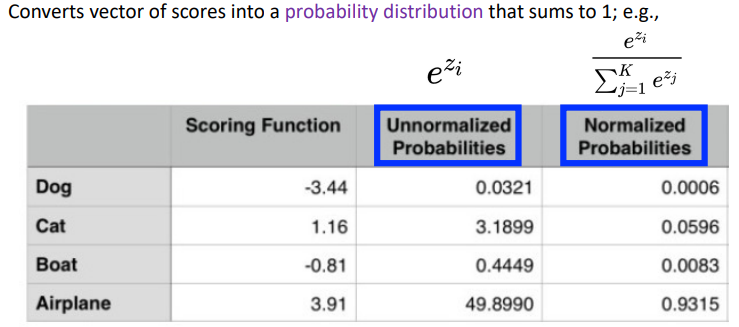 Converts vector of scores into a probability distribution that sums to 1; e.g.,
e^{z_i}
\frac{e^{z_i}}{\sum_{j=1}^{K} e^{z_j}}
Scoring Function Unnormalized Probabilities Normalized Probabilities
Dog -3.44 0.0321 0.0006
Cat 1.16 3.1899 0.0596
Boat -0.81 0.4449 0.0083
Airplane 3.91 49.8990 0.9315